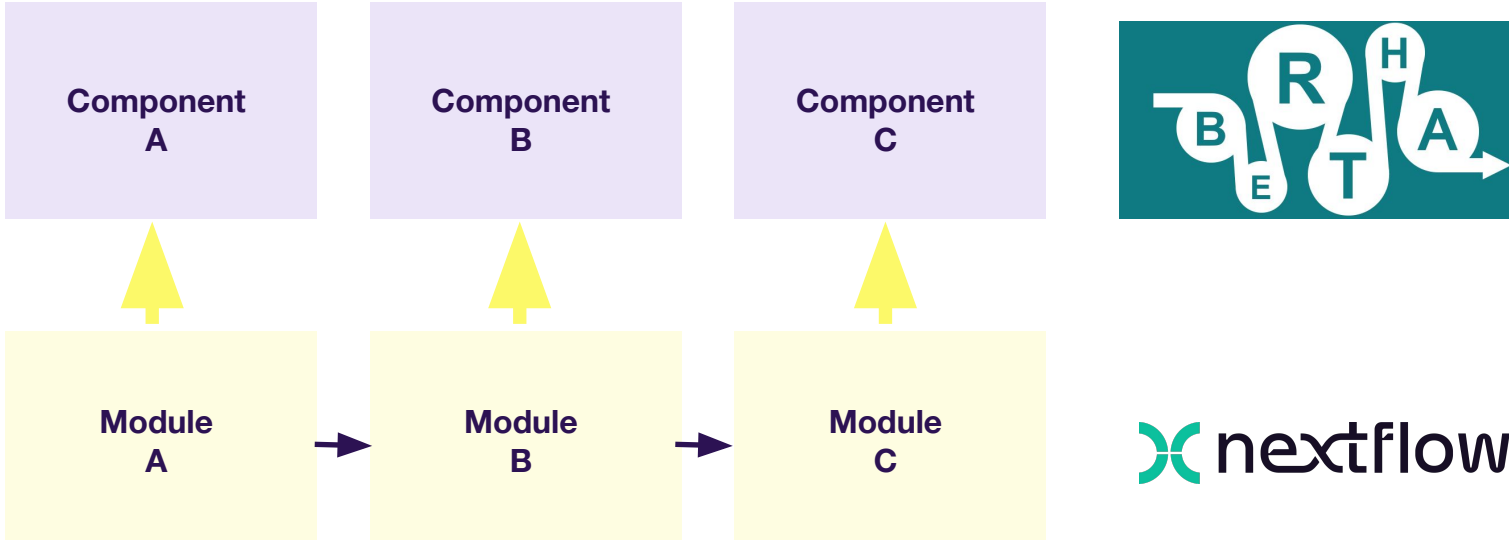 Component
A
Component
B
Component
C
BERTHA
Module
A
Module
B
Module
C
nextflow